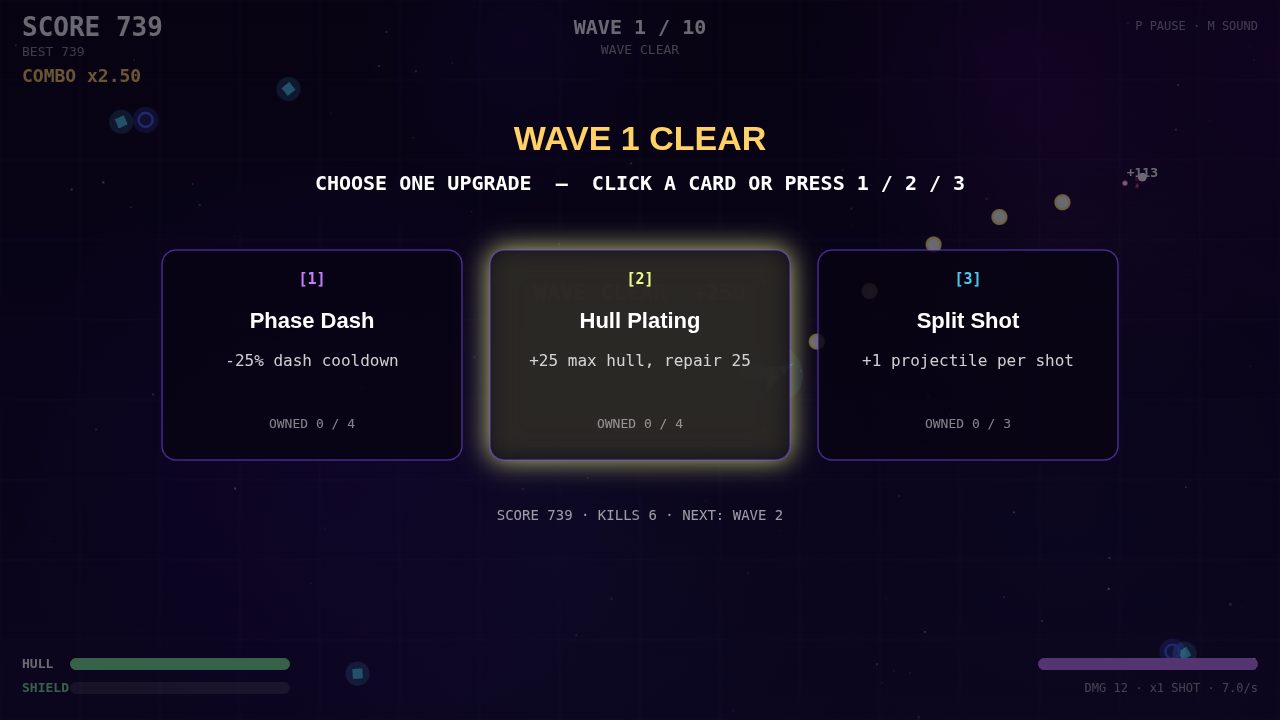 SCORE 739
BEST 739
COMBO x2.50
WAVE 1 / 10
WAVE CLEAR
P PAUSE · M SOUND
WAVE 1 CLEAR
CHOOSE ONE UPGRADE — CLICK A CARD OR PRESS 1 / 2 / 3
+113
[1]
Phase Dash
-25% dash cooldown
OWNED 0 / 4
[2]
WAVE CLEAR +250
Hull Plating
+25 max hull, repair 25
OWNED 0 / 4
[3]
Split Shot
+1 projectile per shot
OWNED 0 / 3
SCORE 739 · KILLS 6 · NEXT: WAVE 2
HULL
SHIELD
DMG 12 · x1 SHOT · 7.0/s